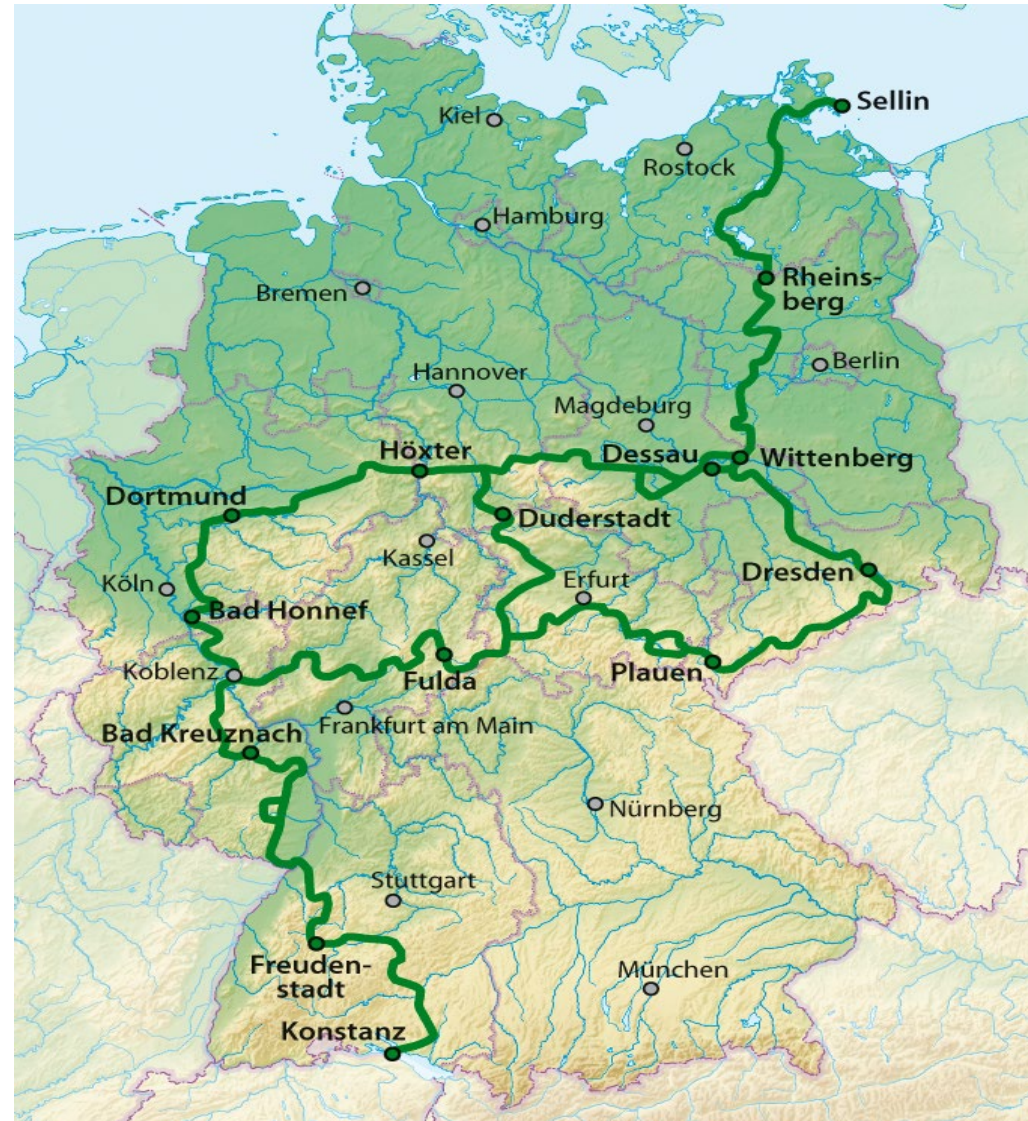 Sellin
Kiel
Rostock
Hamburg
Rheins-
berg
Bremen
Berlin
Hannover
Magdeburg
Höxter
Dessau
Wittenberg
Dortmund
Duderstadt
Kassel
Köln
Erfurt
Dresden
Bad Honnef
Koblenz
Fulda
Plauen
Frankfurt am Main
Bad Kreuznach
Nürnberg
Stuttgart
Freuden-
stadt
München
Konstanz